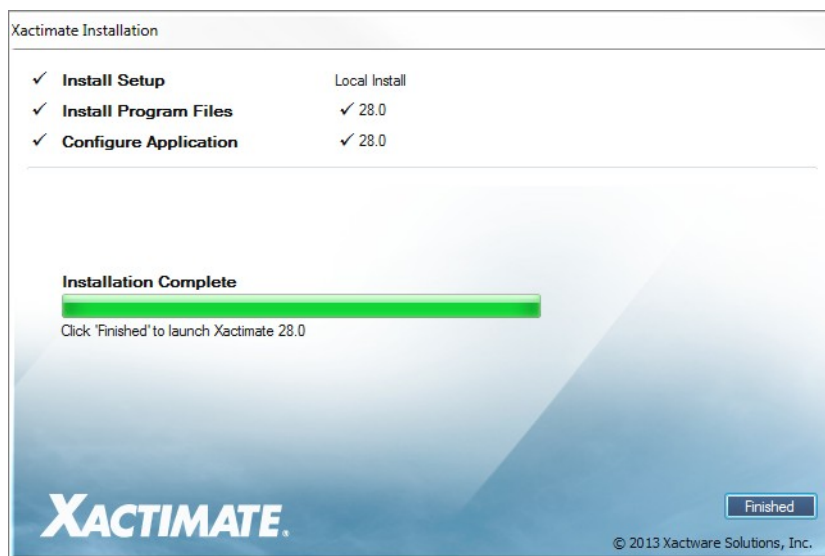 Xactimate Installation
✓ Install Setup Local Install
✓ Install Program Files ✓ 28.0
✓ Configure Application ✓ 28.0
Installation Complete
Click 'Finished' to launch Xactimate 28.0
XACTIMATE.
Finished
© 2013 Xactware Solutions, Inc.